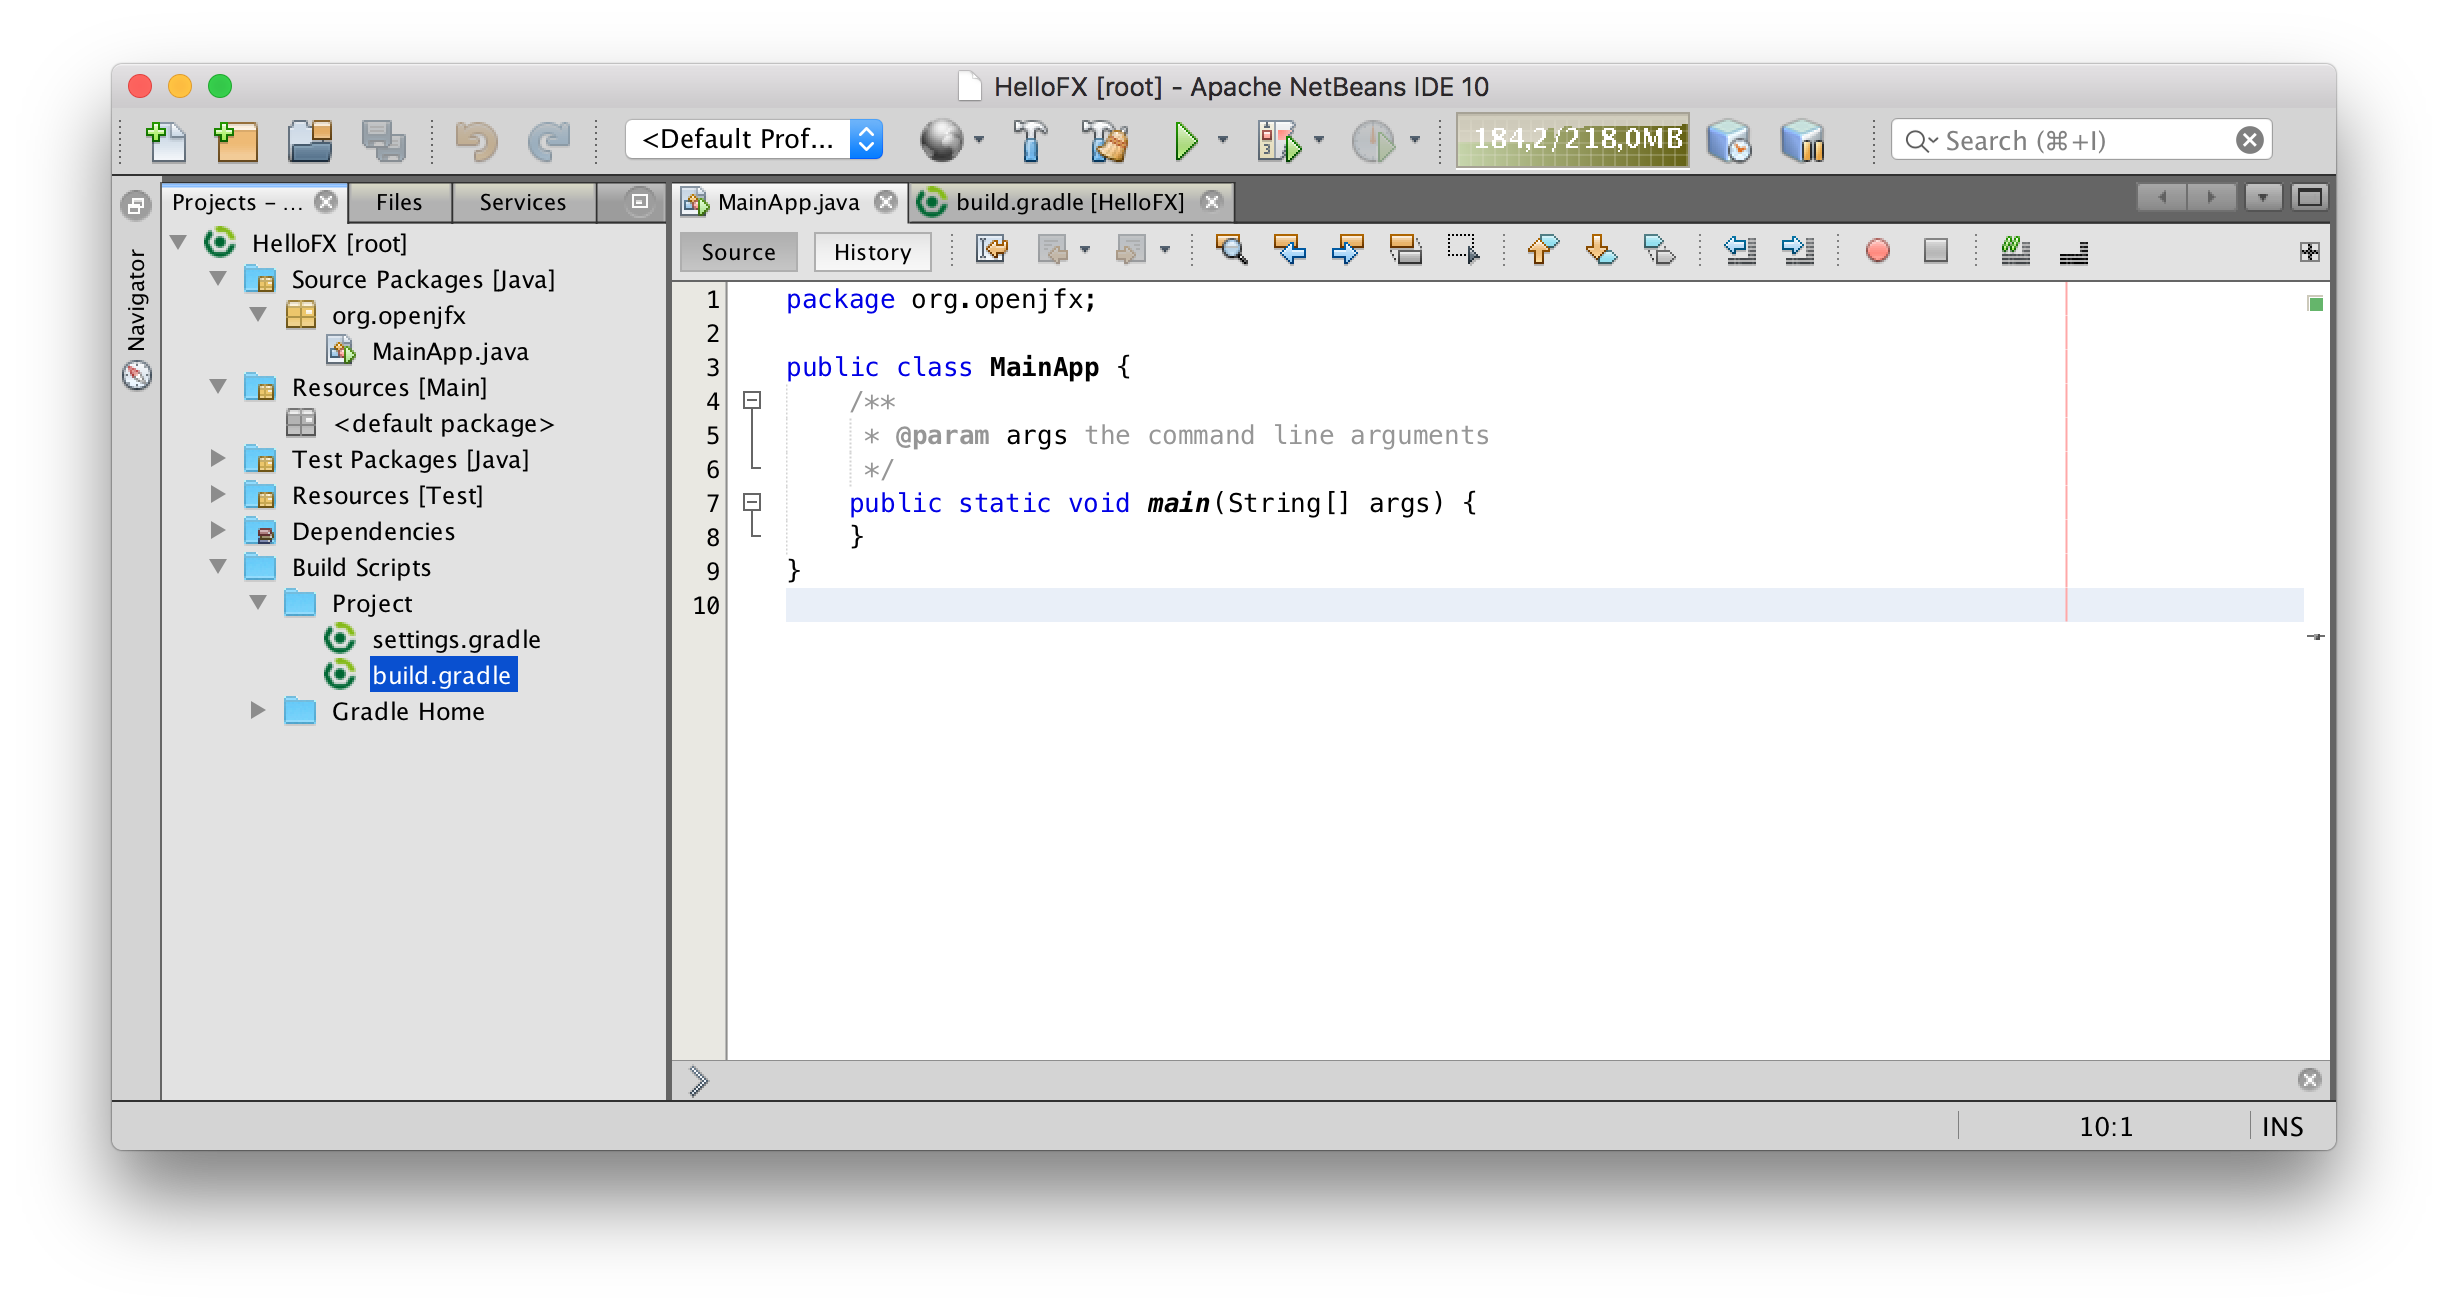 HelloFX [root] - Apache NetBeans IDE 10
<Default Prof...
184,2/218,0MB
Search (⌘+I)
Projects – ...
Files
Services
MainApp.java
build.gradle [HelloFX]
Navigator
HelloFX [root]
Source Packages [Java]
org.openjfx
MainApp.java
Resources [Main]
<default package>
Test Packages [Java]
Resources [Test]
Dependencies
Build Scripts
Project
settings.gradle
build.gradle
Gradle Home
Source
History
1 package org.openjfx;
2
3 public class MainApp {
4 /**
5 * @param args the command line arguments
6 */
7 public static void main(String[] args) {
8 }
9 }
10
10:1
INS